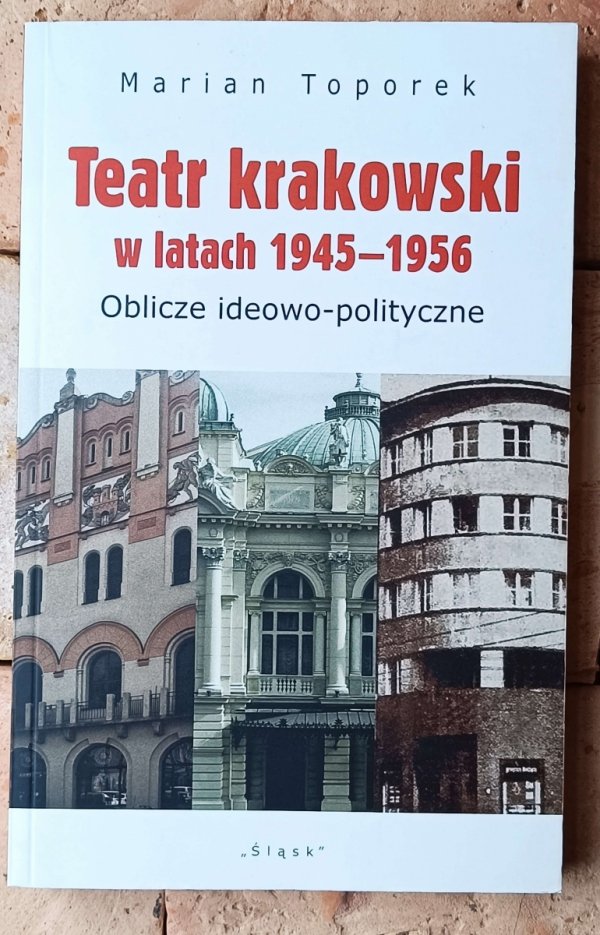 Marian Toporek
Teatr krakowski
w latach 1945–1956
Oblicze ideowo-polityczne
„Śląsk”